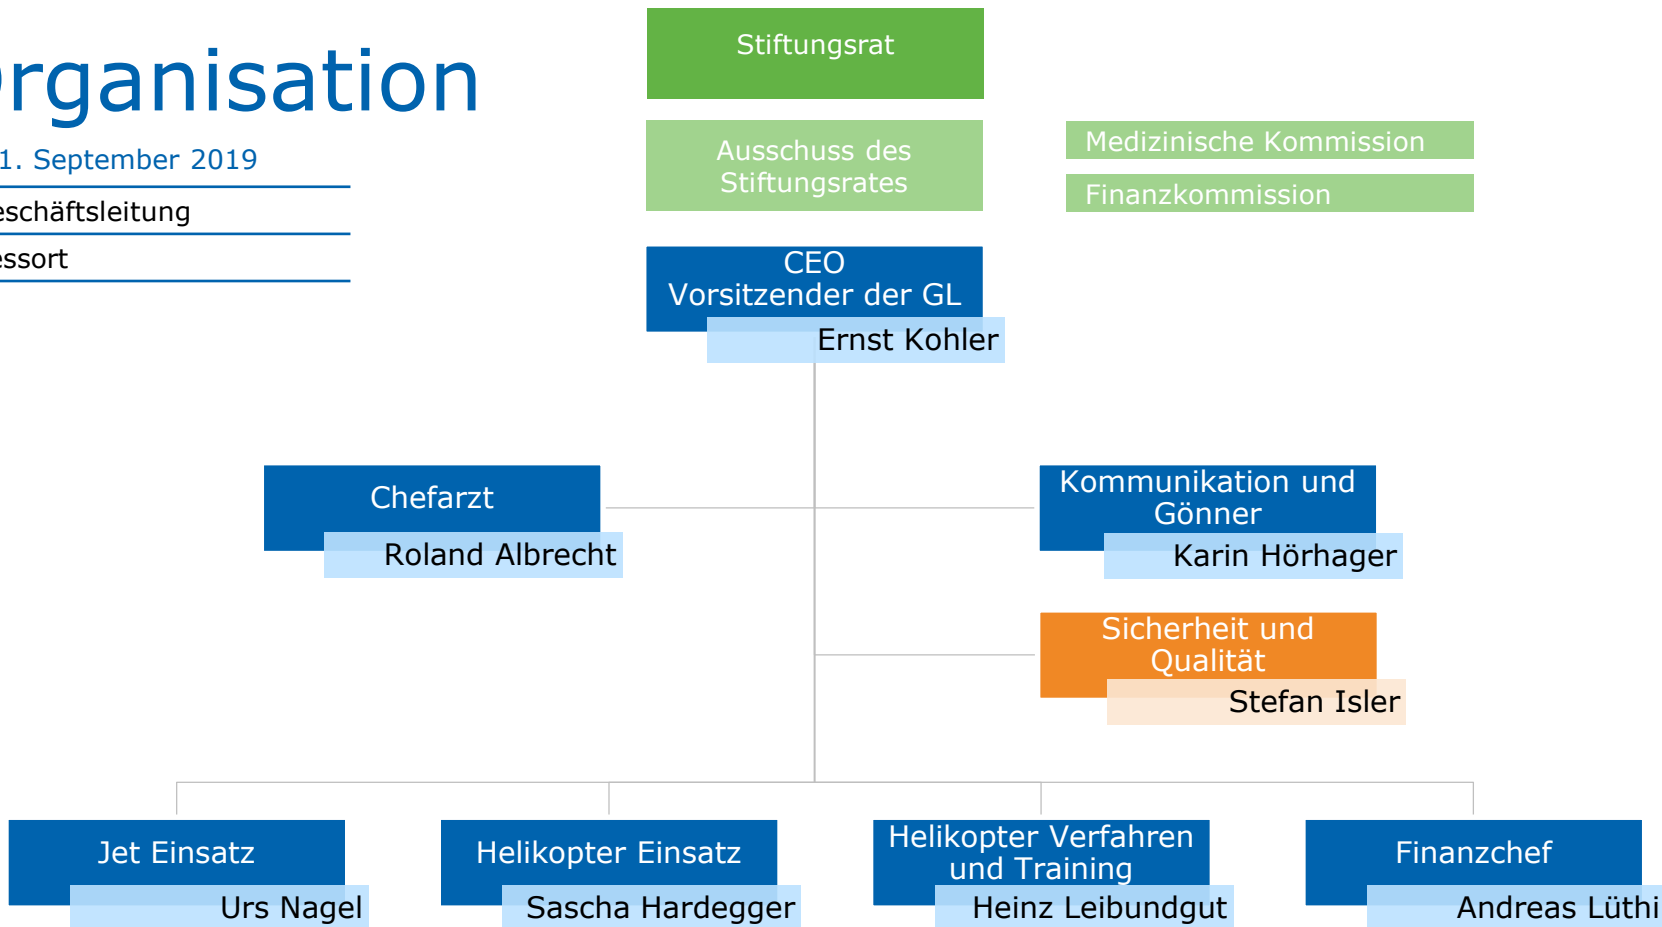 Organisation
1. September 2019
eschäftsleitung
essort
Stiftungsrat
Ausschuss des
Stiftungsrates
Medizinische Kommission
Finanzkommission
CEO
Vorsitzender der GL
Ernst Kohler
Chefarzt
Roland Albrecht
Kommunikation und
Gönner
Karin Hörhager
Sicherheit und
Qualität
Stefan Isler
Jet Einsatz
Urs Nagel
Helikopter Einsatz
Sascha Hardegger
Helikopter Verfahren
und Training
Heinz Leibundgut
Finanzchef
Andreas Lüthi